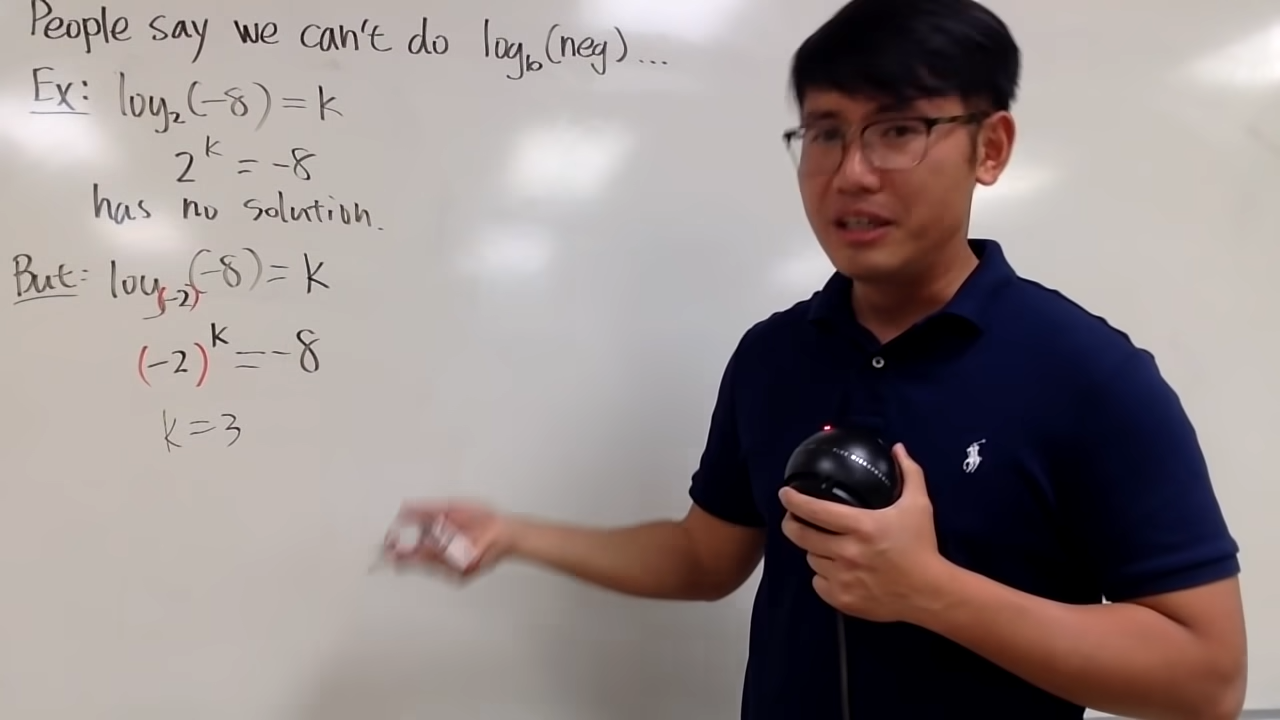 People say we can't do log_b(neg)...
Ex: log₂(-8)=k
2^k = -8
has no solution.
But: log_(-2)(-8)=k
(-2)^k = -8
k=3